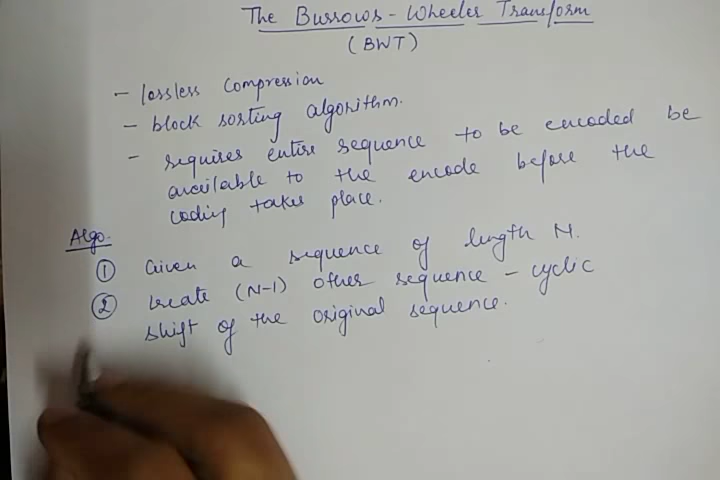 The Burrows-Wheeler Transform
(BWT)
- lossless compression
- block sorting algorithm.
- requires entire sequence to be encoded be
available to the encode before the
coding takes place.
Algo.
① Given a sequence of length N.
② create (N-1) other sequence - cyclic
shift of the original sequence.